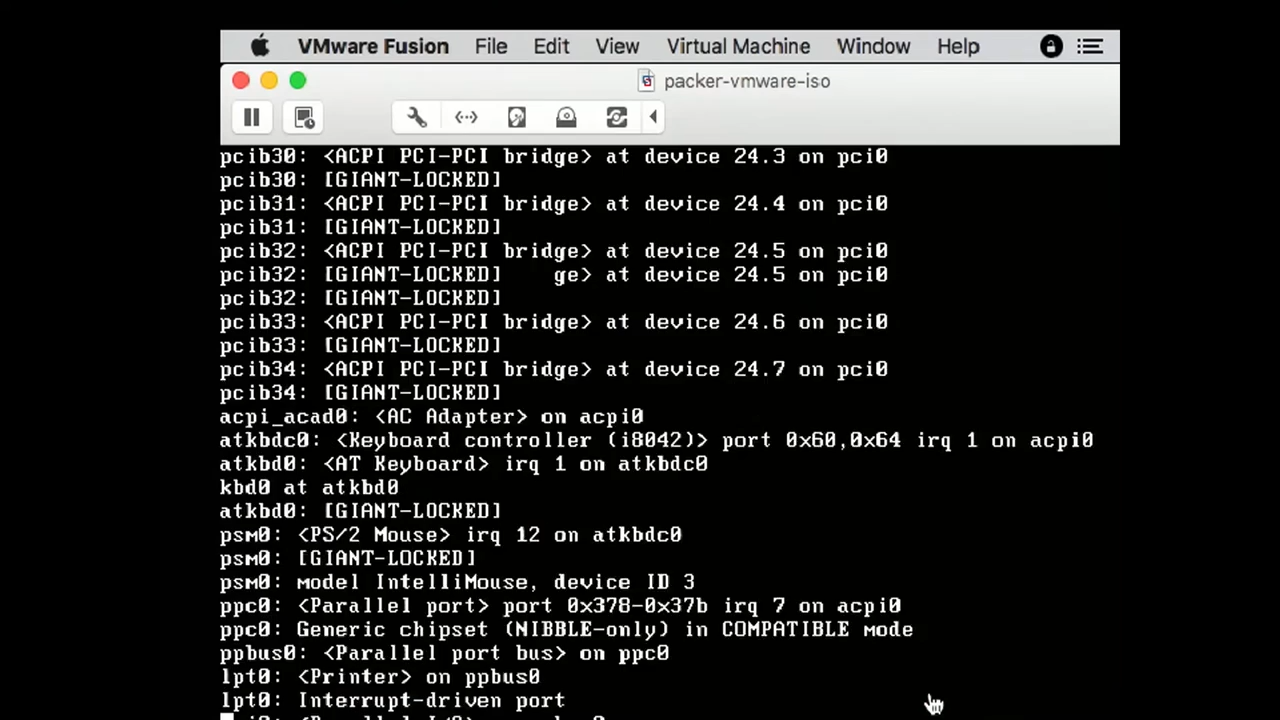 VMware Fusion File Edit View Virtual Machine Window Help
packer-vmware-iso
pcib30: <ACPI PCI-PCI bridge> at device 24.3 on pci0
pcib30: [GIANT-LOCKED]
pcib31: <ACPI PCI-PCI bridge> at device 24.4 on pci0
pcib31: [GIANT-LOCKED]
pcib32: <ACPI PCI-PCI bridge> at device 24.5 on pci0
pcib32: [GIANT-LOCKED] ge> at device 24.5 on pci0
pcib32: [GIANT-LOCKED]
pcib33: <ACPI PCI-PCI bridge> at device 24.6 on pci0
pcib33: [GIANT-LOCKED]
pcib34: <ACPI PCI-PCI bridge> at device 24.7 on pci0
pcib34: [GIANT-LOCKED]
acpi_acad0: <AC Adapter> on acpi0
atkbdc0: <Keyboard controller (i8042)> port 0x60,0x64 irq 1 on acpi0
atkbd0: <AT Keyboard> irq 1 on atkbdc0
kbd0 at atkbd0
atkbd0: [GIANT-LOCKED]
psm0: <PS/2 Mouse> irq 12 on atkbdc0
psm0: [GIANT-LOCKED]
psm0: model IntelliMouse, device ID 3
ppc0: <Parallel port> port 0x378-0x37b irq 7 on acpi0
ppc0: Generic chipset (NIBBLE-only) in COMPATIBLE mode
ppbus0: <Parallel port bus> on ppc0
lpt0: <Printer> on ppbus0
lpt0: Interrupt-driven port